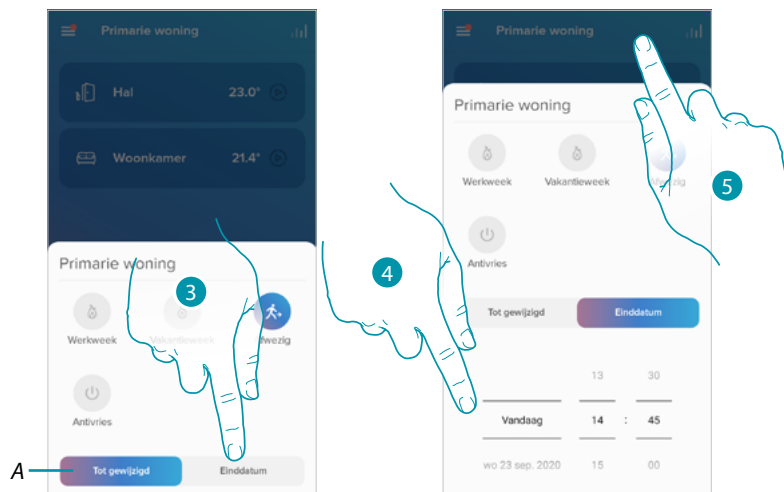 Primarie woning
Hal 23.0°
Woonkamer 21.4°
Primarie woning
3
Werkweek Vakantieweek fwezig
Antivries
A
Tot gewijzigd Einddatum
Primarie woning
Primarie woning
5
Werkweek Vakantieweek Afwezig
Antivries
4
Tot gewijzigd Einddatum
13 30
Vandaag 14 : 45
wo 23 sep. 2020 15 00